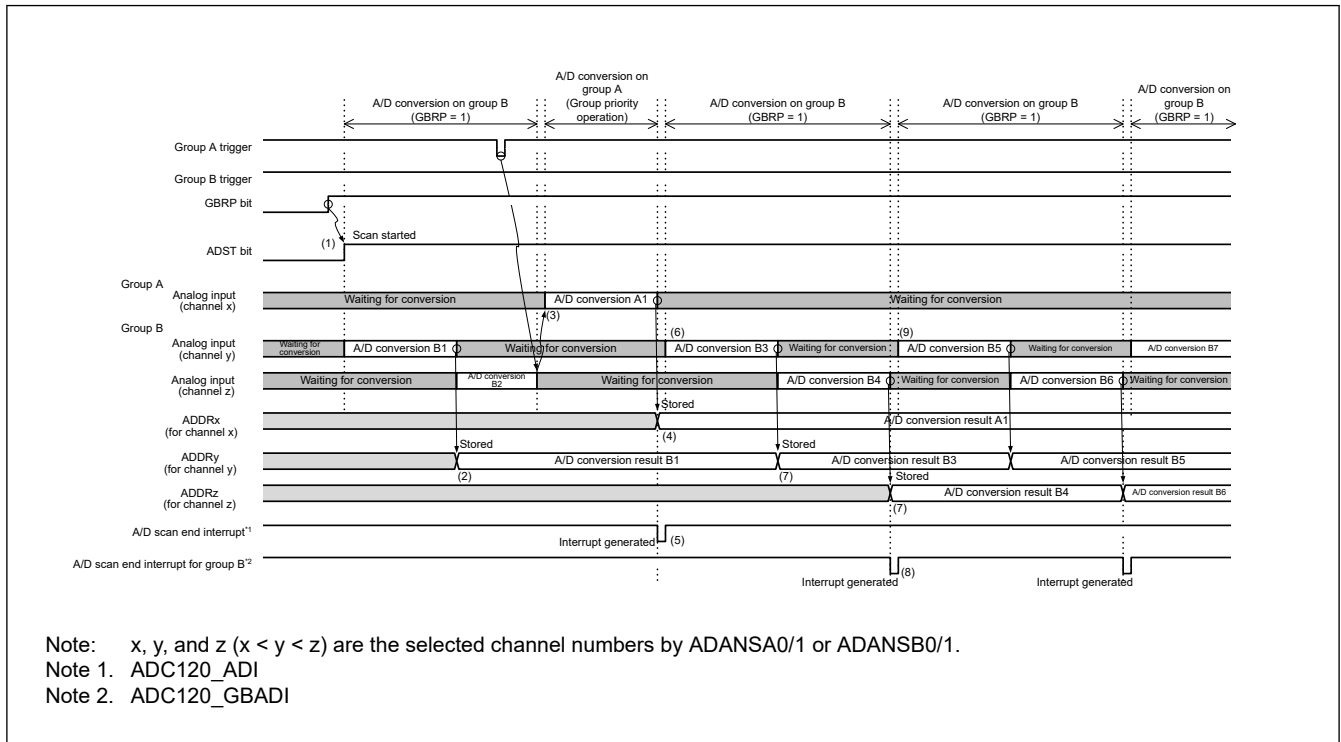 A/D conversion on
group A
(Group priority
operation)
A/D conversion on group B
(GBRP = 1)
A/D conversion on group B
(GBRP = 1)
A/D conversion on group B
(GBRP = 1)
A/D conversion on
group B
(GBRP = 1)
Group A trigger
Group B trigger
GBRP bit
(1)
Scan started
ADST bit
Group A
Analog input
(channel x)
Waiting for conversion
A/D conversion A1
Waiting for conversion
(3)
Group B
(6)
(9)
Analog input
(channel y)
Waiting for
conversion
A/D conversion B1
Waiting for conversion
A/D conversion B3
Waiting for conversion
A/D conversion B5
Waiting for conversion
A/D conversion B7
Analog input
(channel z)
Waiting for conversion
A/D conversion
B2
Waiting for conversion
A/D conversion B4
Waiting for conversion
A/D conversion B6
Waiting for conversion
Stored
ADDRx
(for channel x)
A/D conversion result A1
(4)
Stored
Stored
ADDRy
(for channel y)
A/D conversion result B1
A/D conversion result B3
A/D conversion result B5
(2)
(7)
Stored
ADDRz
(for channel z)
A/D conversion result B4
A/D conversion result B6
(7)
A/D scan end interrupt*1
Interrupt generated
(5)
A/D scan end interrupt for group B*2
(8)
Interrupt generated
Interrupt generated
Note: x, y, and z (x < y < z) are the selected channel numbers by ADANSA0/1 or ADANSB0/1.
Note 1. ADC120_ADI
Note 2. ADC120_GBADI